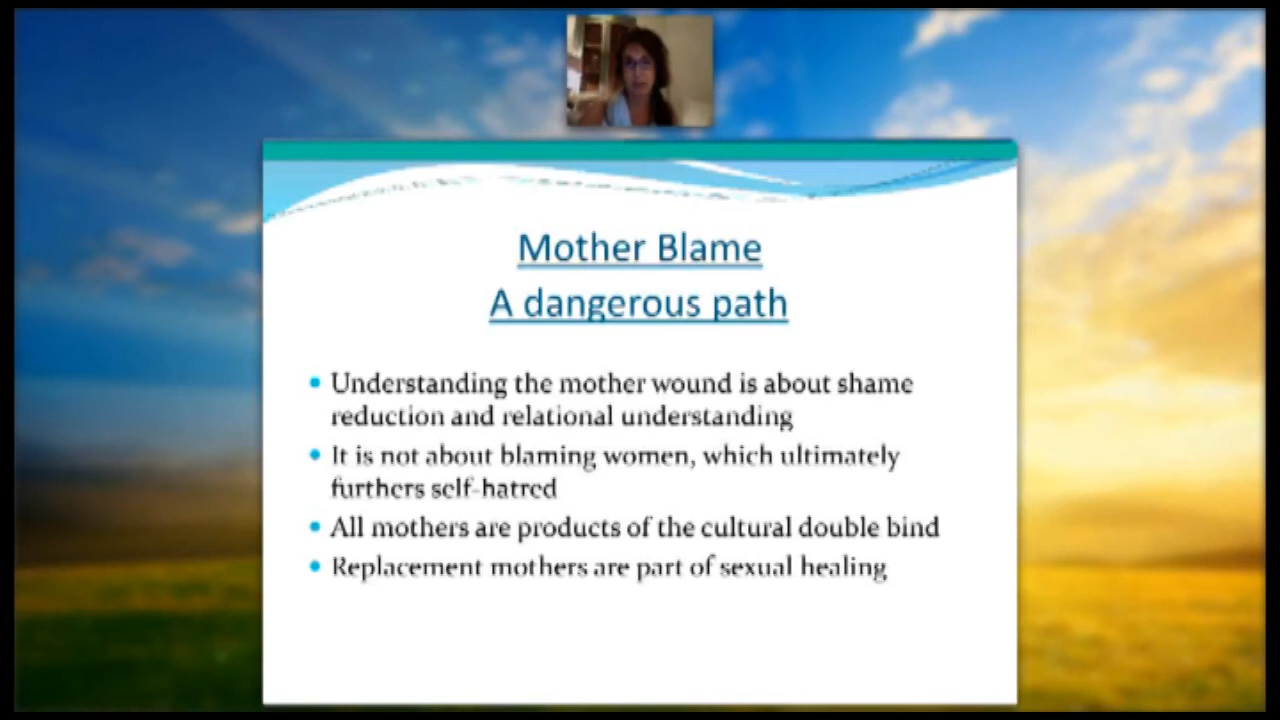 Mother Blame
A dangerous path
• Understanding the mother wound is about shame
reduction and relational understanding
• It is not about blaming women, which ultimately
furthers self-hatred
• All mothers are products of the cultural double bind
• Replacement mothers are part of sexual healing